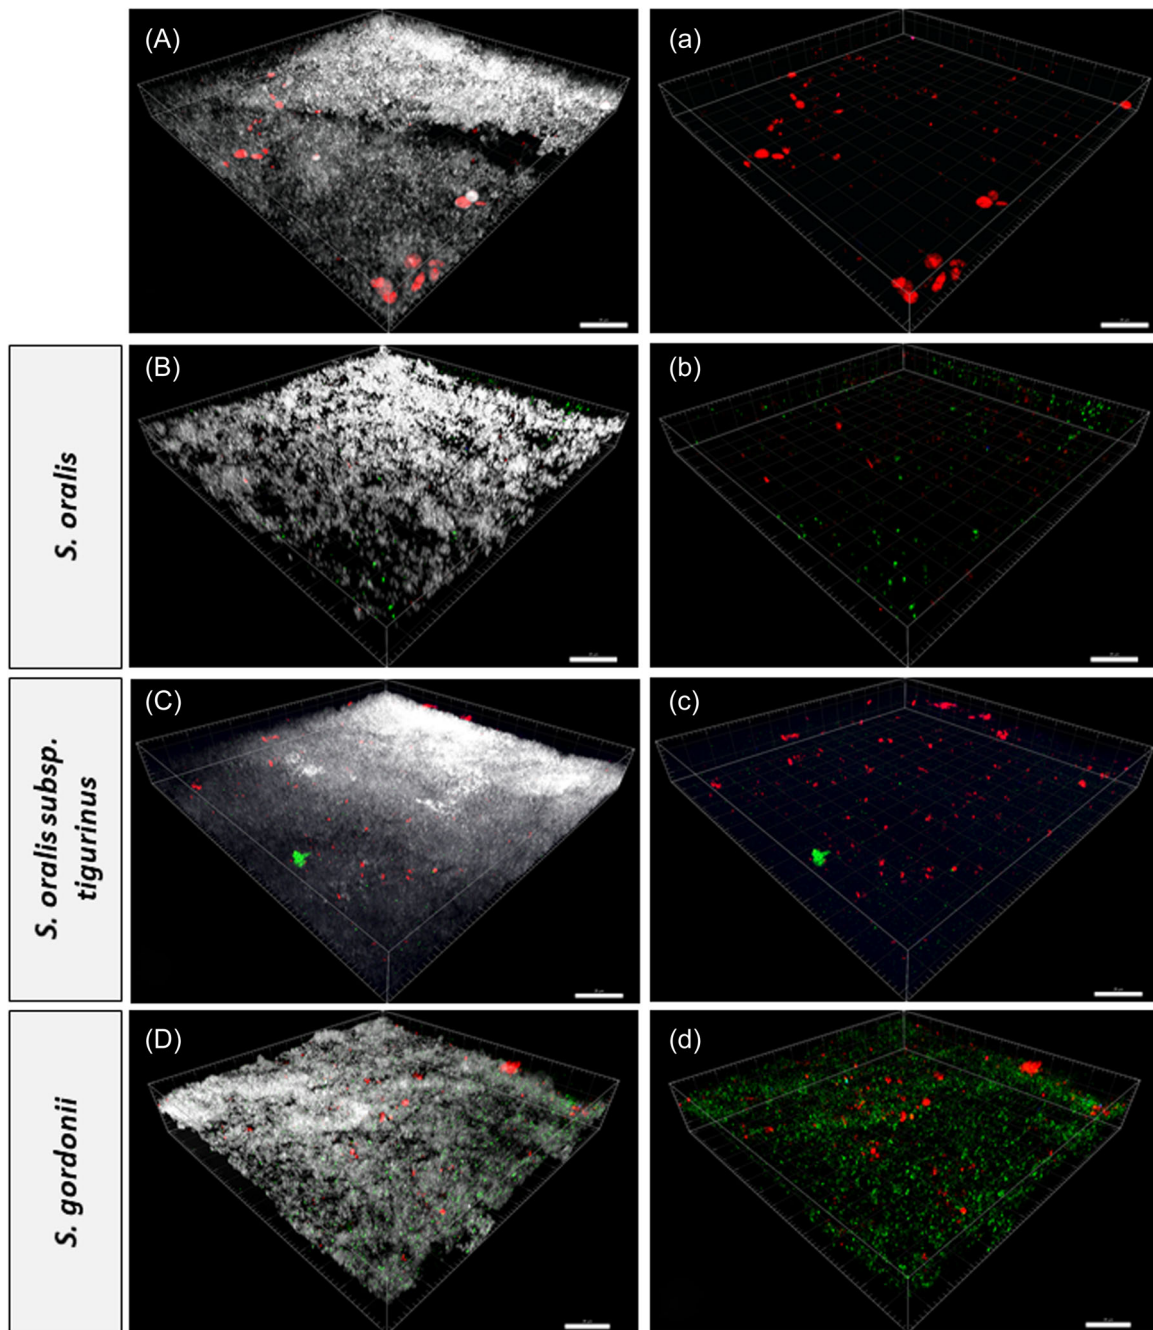 (A)
(a)
S. oralis
(B)
(b)
S. oralis subsp.
tigurinus
(C)
(c)
S. gordonii
(D)
(d)